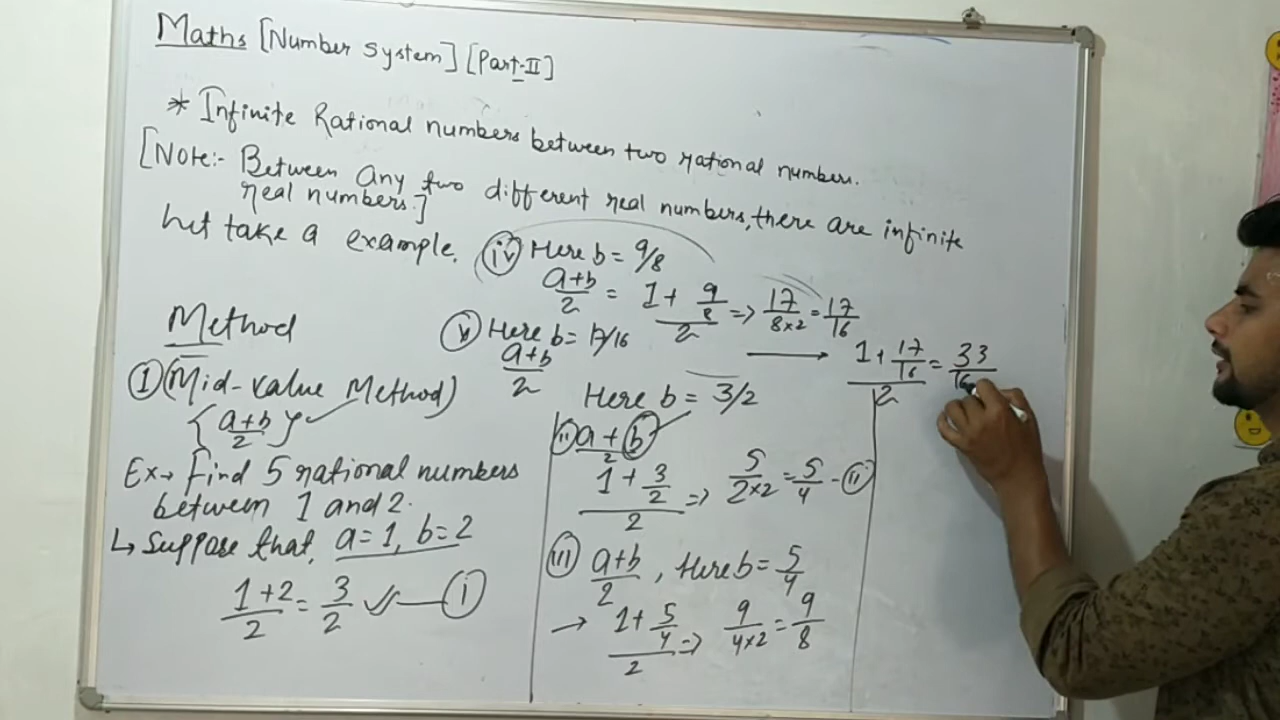 Maths [Number System] [Part-II]
* Infinite Rational numbers between two rational numbers.
[Note:- Between any two different real numbers, there are infinite
real numbers.]
Let take a example.
Method
① (Mid-value Method)
{a+b/2}
Ex→ Find 5 rational numbers
between 1 and 2.
↳ Suppose that, a=1, b=2
1+2/2 = 3/2 ✓ — ⓘ
Here b = 3/2
(ii) a+b/2
1+3/2/2 => 5/2×2 = 5/4 - (ii)
(iii) a+b/2, Here b = 5/4
→ 1+5/4/2 => 9/4×2 = 9/8
(iv) Here b = 9/8
a+b/2 = 1+9/8/2 => 17/8×2 = 17/16
(v) Here b = 17/16
a+b/2 → 1+17/16/2 = 33/16